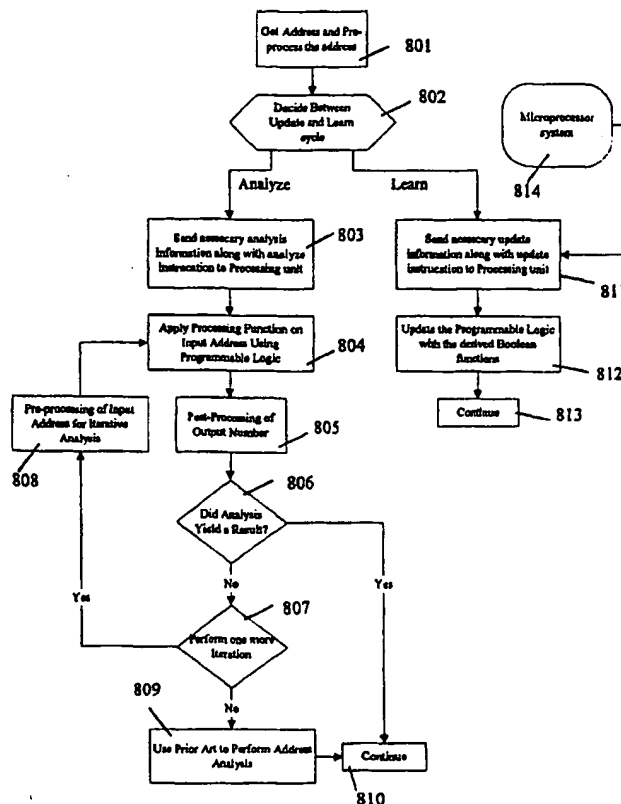 Get Address and Pre-
process the address
801
802
Decide Between
Update and Learn
cycle
Microprocessor
system
814
Analyze
Learn
Send necessary analysis
Information along with analyze
Instruction to Processing unit
803
Send necessary update
information along with update
instruction to Processing unit
811
Apply Processing Function on
Input Address Using
Programmable Logic
804
Update the Programmable Logic
with the derived Boolean
functions
812
Pre-processing of Input
Address for Iterative
Analysis
808
Post-Processing of
Output Number
805
Continue
813
806
Did Analysis
Yield a Result?
Yes
No
Yes
807
Perform one more
Iteration
No
809
Use Prior Art to Perform Address
Analysis
Continue
810